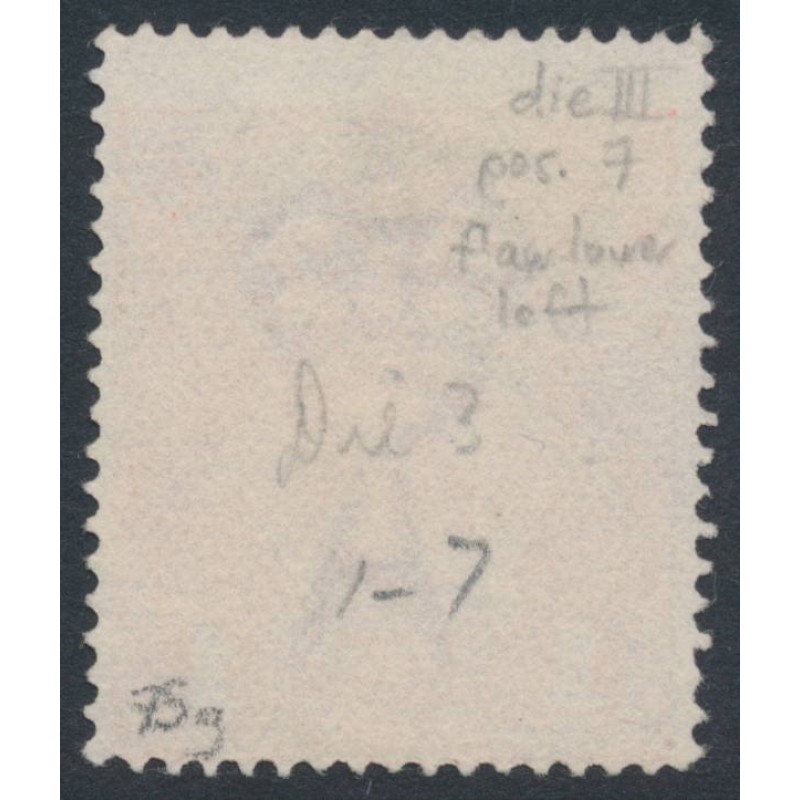 die III
pos. 7
flaw lower
left
Die 3
1-7